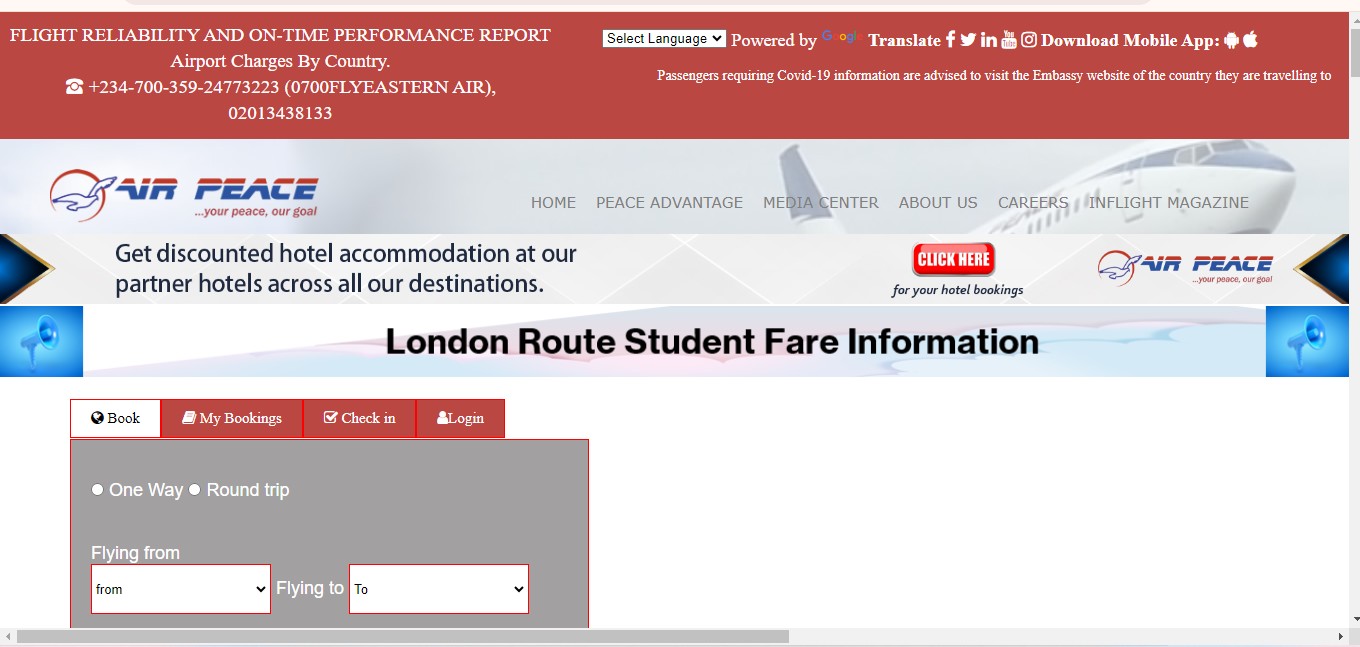 FLIGHT RELIABILITY AND ON-TIME PERFORMANCE REPORT
Airport Charges By Country.
+234-700-359-24773223 (0700FLYEASTERN AIR),
02013438133
Select Language Powered by Google Translate Download Mobile App:
Passengers requiring Covid-19 information are advised to visit the Embassy website of the country they are travelling to
AIR PEACE
...your peace, our goal
HOME PEACE ADVANTAGE MEDIA CENTER ABOUT US CAREERS INFLIGHT MAGAZINE
Get discounted hotel accommodation at our
partner hotels across all our destinations.
CLICK HERE
for your hotel bookings
AIR PEACE
...your peace, our goal
London Route Student Fare Information
Book My Bookings Check in Login
One Way Round trip
Flying from
from Flying to To